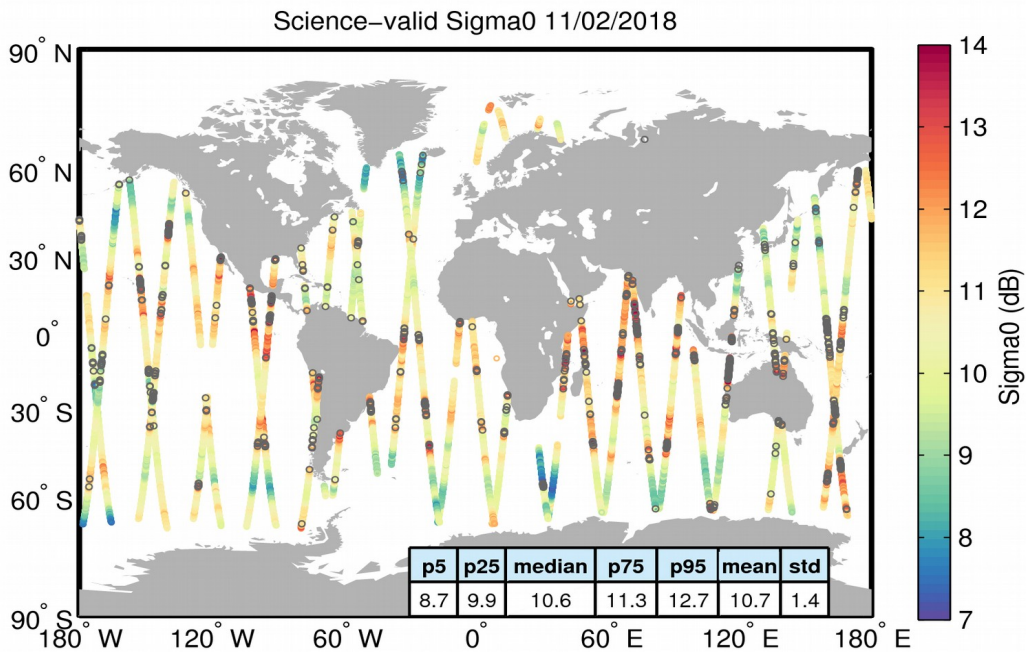 Science−valid Sigma0 11/02/2018
90° N
60° N
30° N
0°
30° S
60° S
90° S
180° W
120° W
60° W
0°
60° E
120° E
180° E
p5 p25 median p75 p95 mean std
8.7 9.9 10.6 11.3 12.7 10.7 1.4
14
13
12
11
10
9
8
7
Sigma0 (dB)